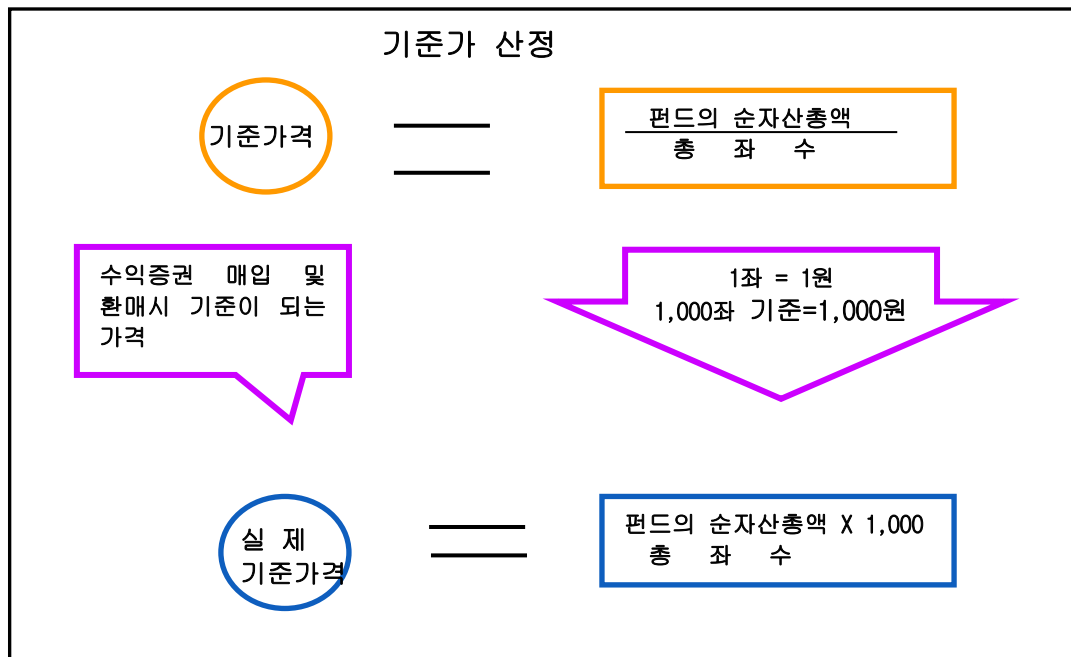 기준가 산정
기준가격
펀드의 순자산총액
총 좌 수
수익증권 매입 및
환매시 기준이 되는
가격
1좌 = 1원
1,000좌 기준=1,000원
실 제
기준가격
펀드의 순자산총액 X 1,000
총 좌 수